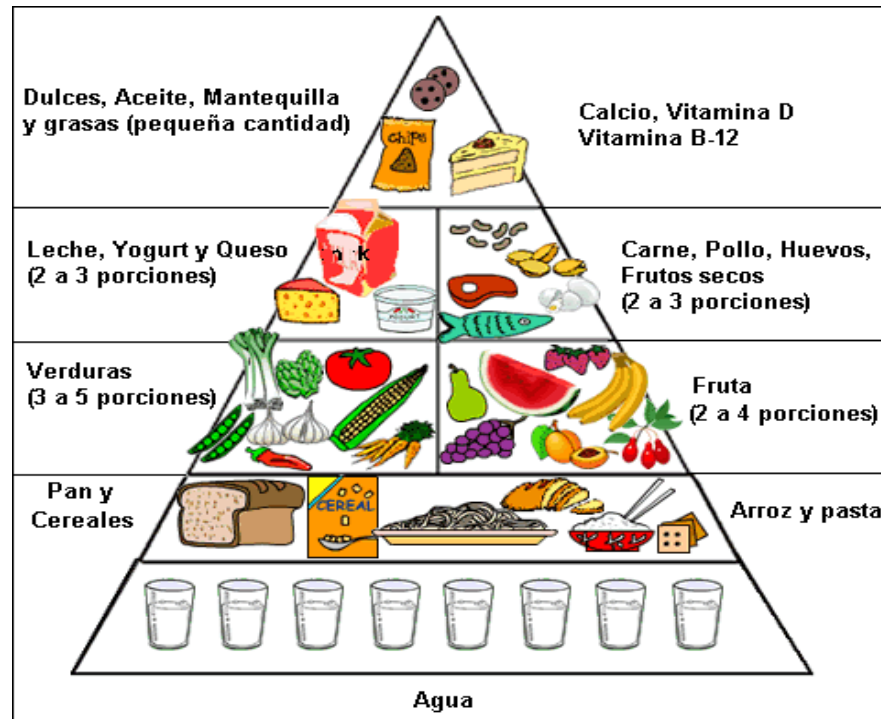 Dulces, Aceite, Mantequilla
y grasas (pequeña cantidad)
Calcio, Vitamina D
Vitamina B-12
chips
Leche, Yogurt y Queso
(2 a 3 porciones)
Carne, Pollo, Huevos,
Frutos secos
(2 a 3 porciones)
YOGURT
Verduras
(3 a 5 porciones)
Fruta
(2 a 4 porciones)
Pan y
Cereales
CEREAL
Arroz y pasta
Agua